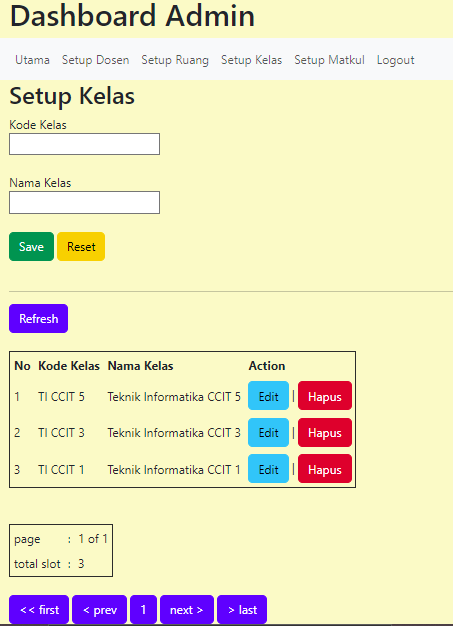 Dashboard Admin
Utama Setup Dosen Setup Ruang Setup Kelas Setup Matkul Logout
Setup Kelas
Kode Kelas
Nama Kelas
Save Reset
Refresh
No Kode Kelas Nama Kelas Action
1 TI CCIT 5 Teknik Informatika CCIT 5 Edit | Hapus
2 TI CCIT 3 Teknik Informatika CCIT 3 Edit | Hapus
3 TI CCIT 1 Teknik Informatika CCIT 1 Edit | Hapus
page : 1 of 1
total slot : 3
<< first < prev 1 next > > last